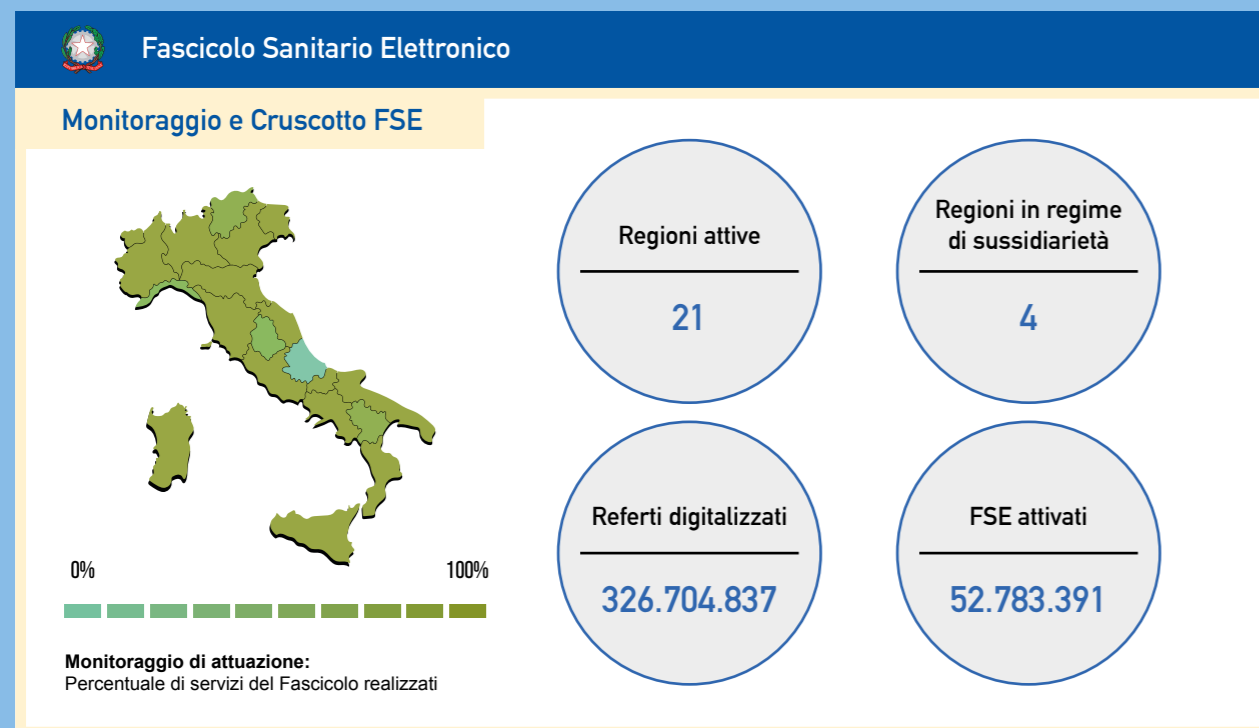 Fascicolo Sanitario Elettronico
Monitoraggio e Cruscotto FSE
0%
100%
Monitoraggio di attuazione:
Percentuale di servizi del Fascicolo realizzati
Regioni attive
21
Regioni in regime
di sussidiarietà
4
Referti digitalizzati
326.704.837
FSE attivati
52.783.391